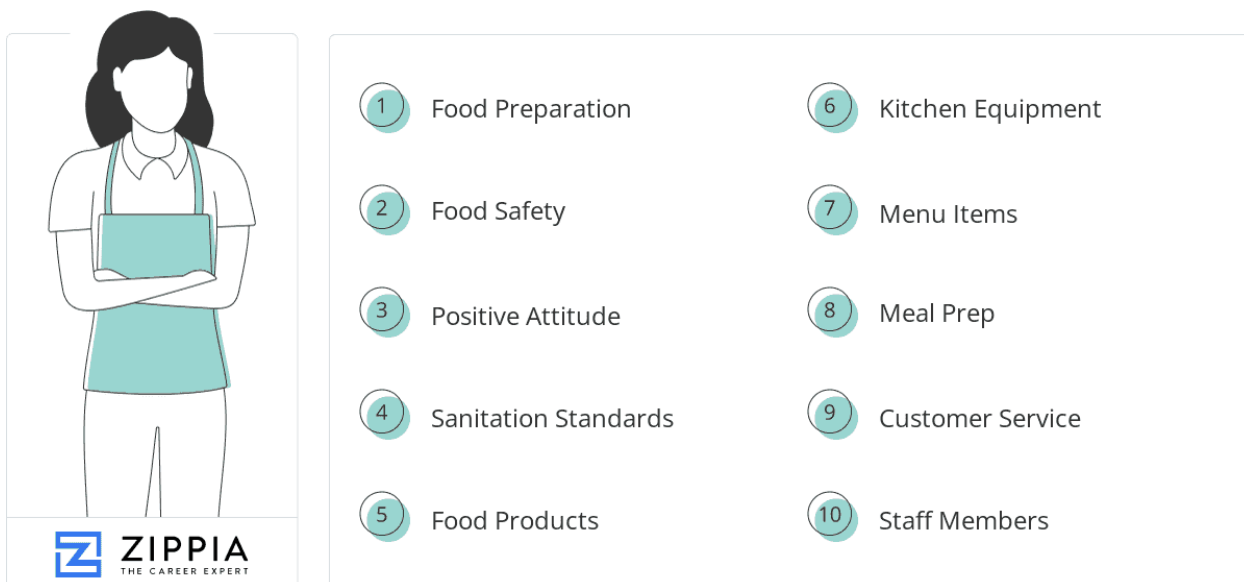 1 Food Preparation
2 Food Safety
3 Positive Attitude
4 Sanitation Standards
5 Food Products
6 Kitchen Equipment
7 Menu Items
8 Meal Prep
9 Customer Service
10 Staff Members
ZIPPIA
THE CAREER EXPERT